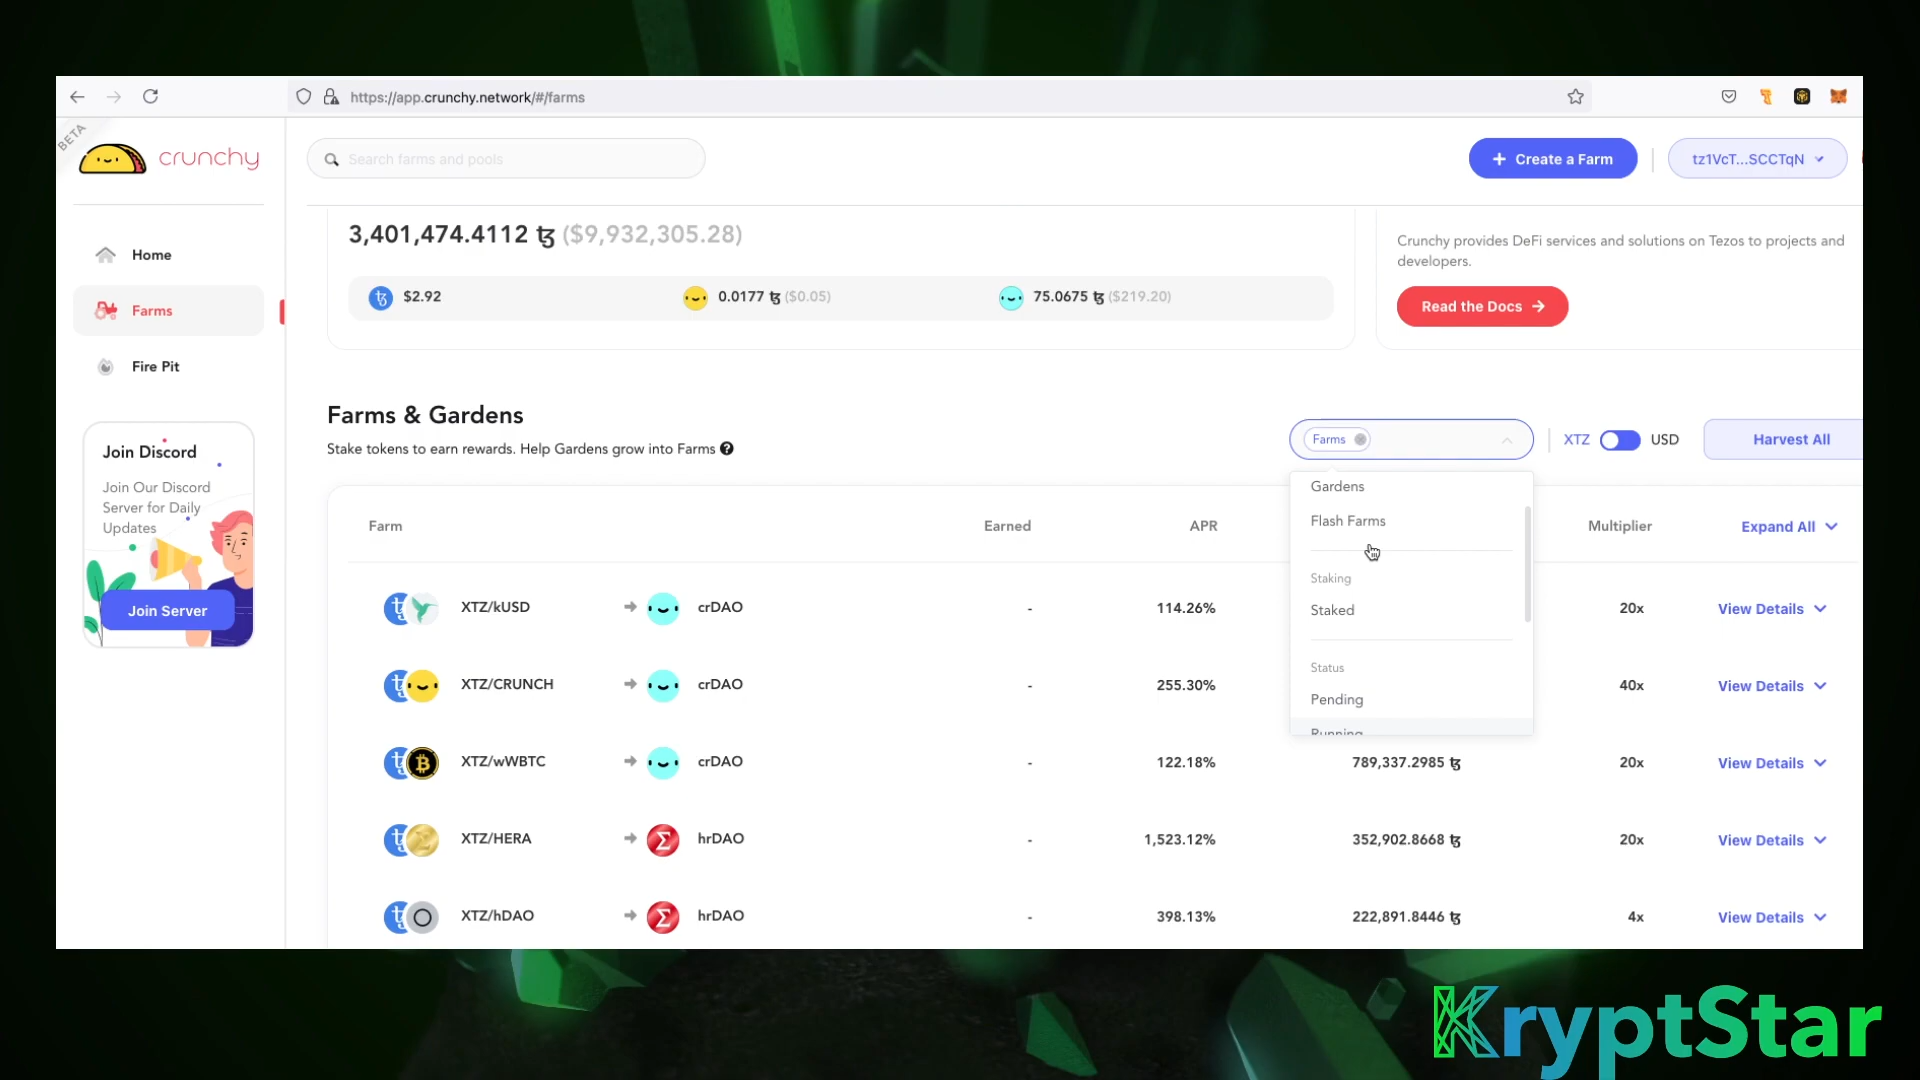 https://app.crunchy.network/#/farms
BETA
crunchy
Search farms and pools
+ Create a Farm
tz1VcT...SCCTqN
3,401,474.4112 ꜩ ($9,932,305.28)
$2.92
0.0177 ꜩ ($0.05)
75.0675 ꜩ ($219.20)
Crunchy provides DeFi services and solutions on Tezos to projects and
developers.
Read the Docs →
Home
Farms
Fire Pit
Join Discord
Join Our Discord
Server for Daily
Updates
Join Server
Farms & Gardens
Stake tokens to earn rewards. Help Gardens grow into Farms
Farms
XTZ
USD
Harvest All
Gardens
Flash Farms
Staking
Staked
Status
Pending
Running
Farm
Earned
APR
Multiplier
Expand All
XTZ/kUSD → crDAO - 114.26% 20x View Details
XTZ/CRUNCH → crDAO - 255.30% 40x View Details
XTZ/wWBTC → crDAO - 122.18% 789,337.2985 ꜩ 20x View Details
XTZ/HERA → hrDAO - 1,523.12% 352,902.8668 ꜩ 20x View Details
XTZ/hDAO → hrDAO - 398.13% 222,891.8446 ꜩ 4x View Details
KryptStar